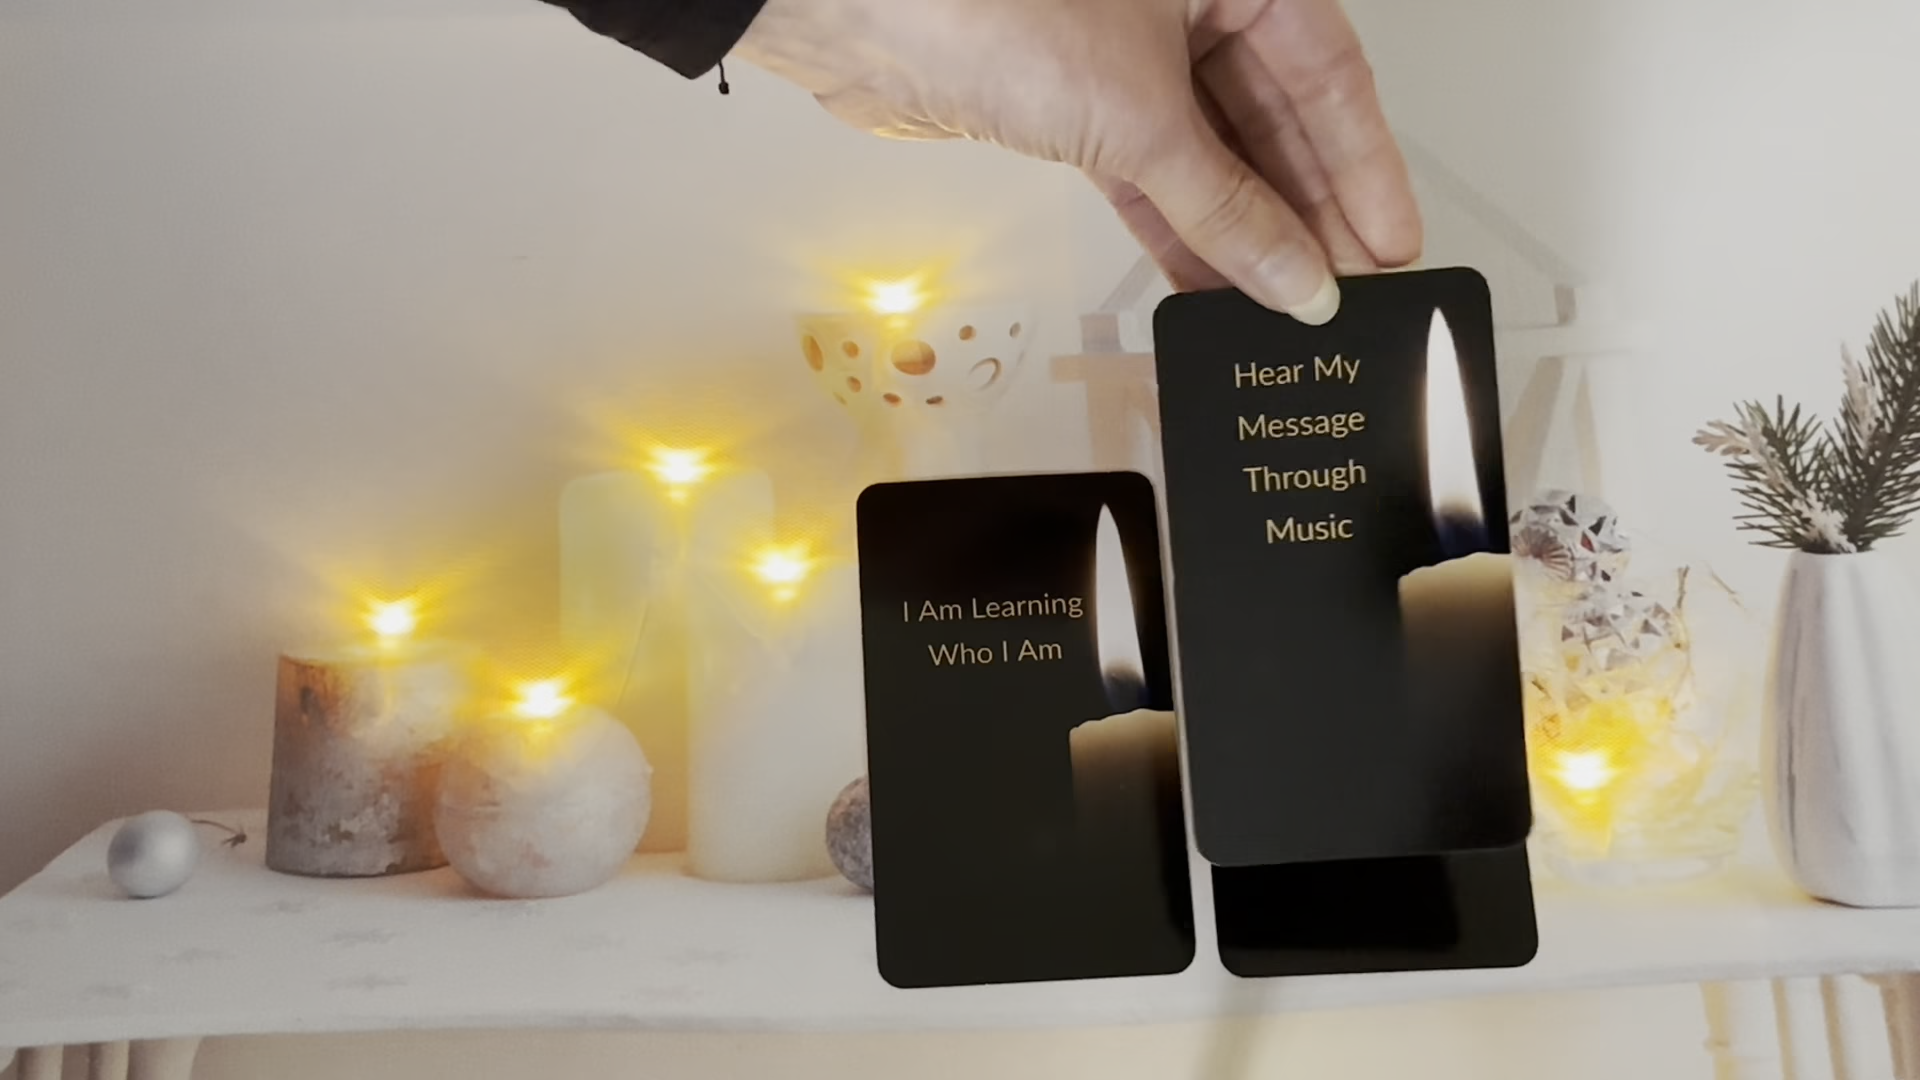 I Am Learning
Who I Am
Hear My
Message
Through
Music